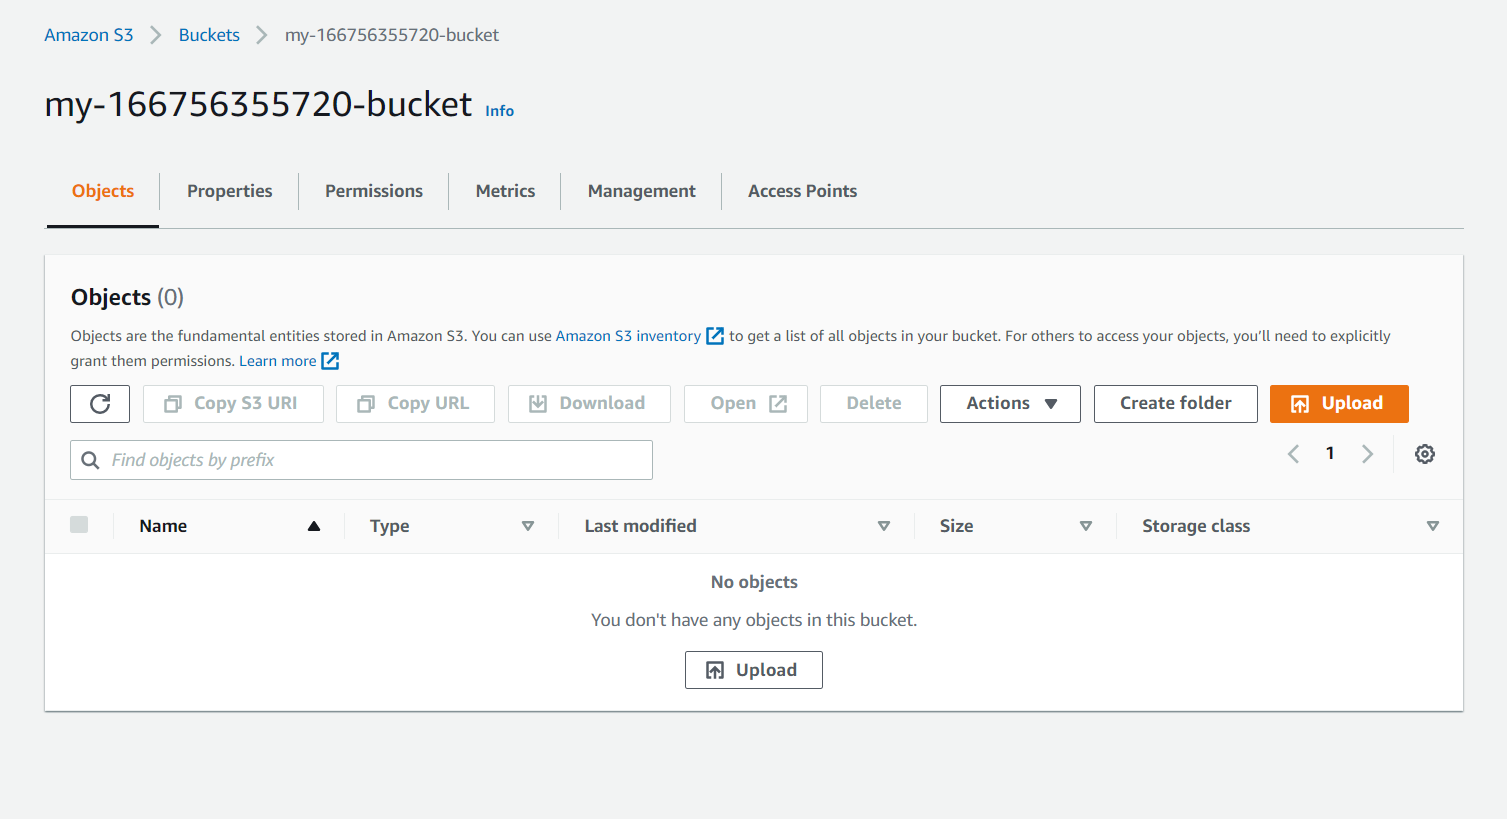 Amazon S3 Buckets my-166756355720-bucket
my-166756355720-bucket Info
Objects Properties Permissions Metrics Management Access Points
Objects (0)
Objects are the fundamental entities stored in Amazon S3. You can use Amazon S3 inventory to get a list of all objects in your bucket. For others to access your objects, you’ll need to explicitly
grant them permissions. Learn more
Copy S3 URI Copy URL Download Open Delete Actions Create folder Upload
Find objects by prefix 1
Name Type Last modified Size Storage class
No objects
You don't have any objects in this bucket.
Upload